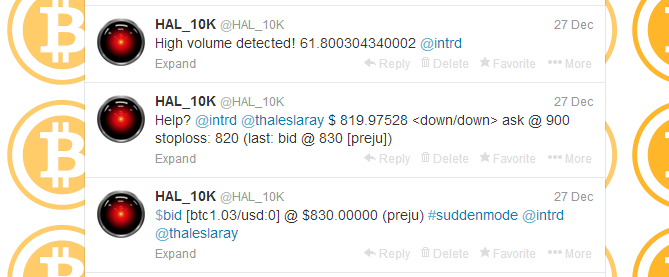 HAL_10K @HAL_10K 27 Dec
High volume detected! 61.800304340002 @intrd
Expand Reply Delete Favorite More
HAL_10K @HAL_10K 27 Dec
Help? @intrd @thaleslaray $ 819.97528 <down/down> ask @ 900
stoploss: 820 (last: bid @ 830 [preju])
Expand Reply Delete Favorite More
HAL_10K @HAL_10K 27 Dec
$bid [btc1.03/usd:0] @ $830.00000 (preju) #suddenmode @intrd
@thaleslaray
Expand Reply Delete Favorite More